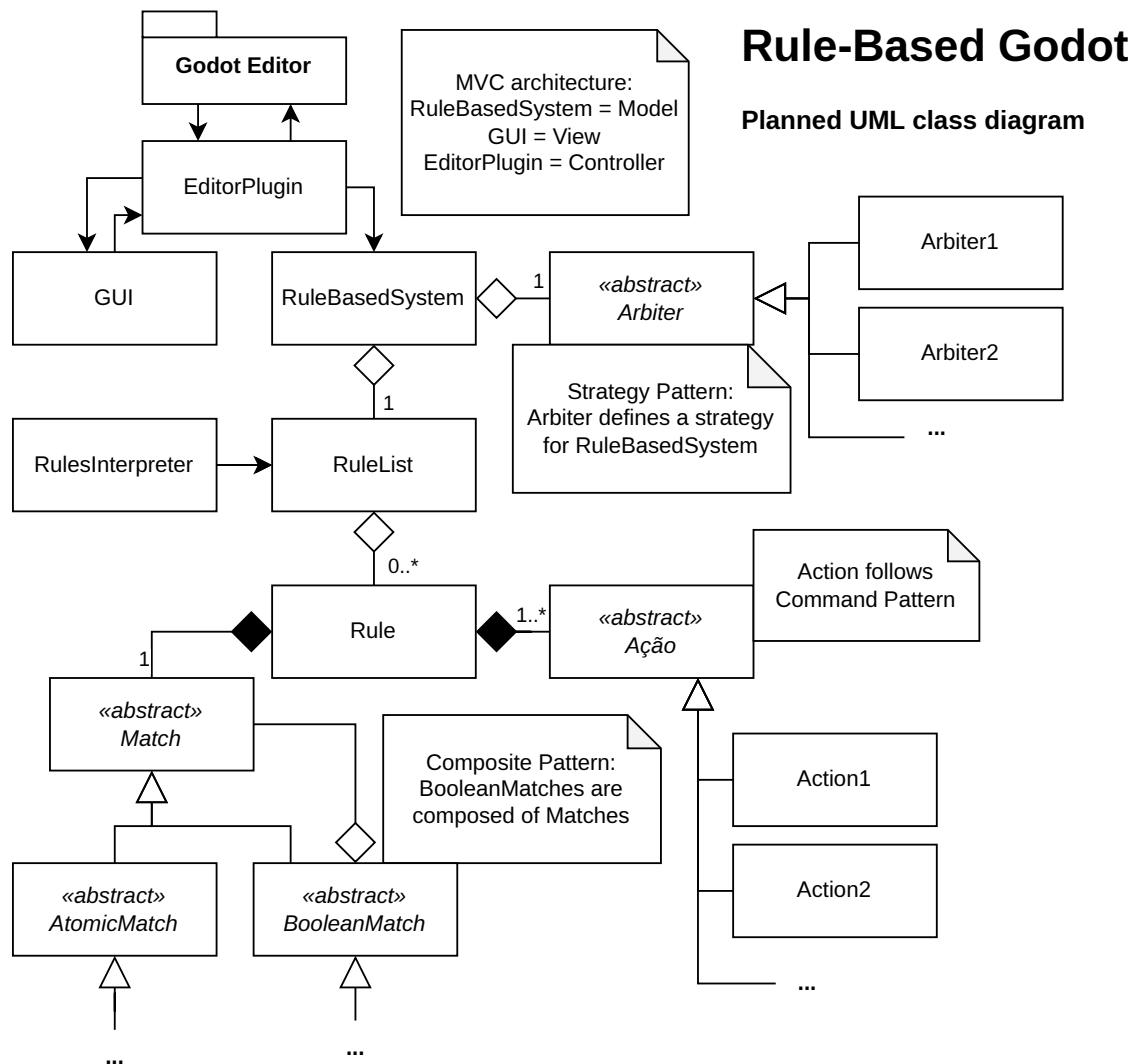 Rule-Based Godot
Planned UML class diagram
Godot Editor
MVC architecture:
RuleBasedSystem = Model
GUI = View
EditorPlugin = Controller
EditorPlugin
GUI
RuleBasedSystem
1
«abstract»
Arbiter
Arbiter1
Arbiter2
...
Strategy Pattern:
Arbiter defines a strategy
for RuleBasedSystem
1
RulesInterpreter
RuleList
0..*
Rule
1..*
«abstract»
Ação
Action follows
Command Pattern
1
«abstract»
Match
Composite Pattern:
BooleanMatches are
composed of Matches
Action1
Action2
...
«abstract»
AtomicMatch
«abstract»
BooleanMatch
...
...